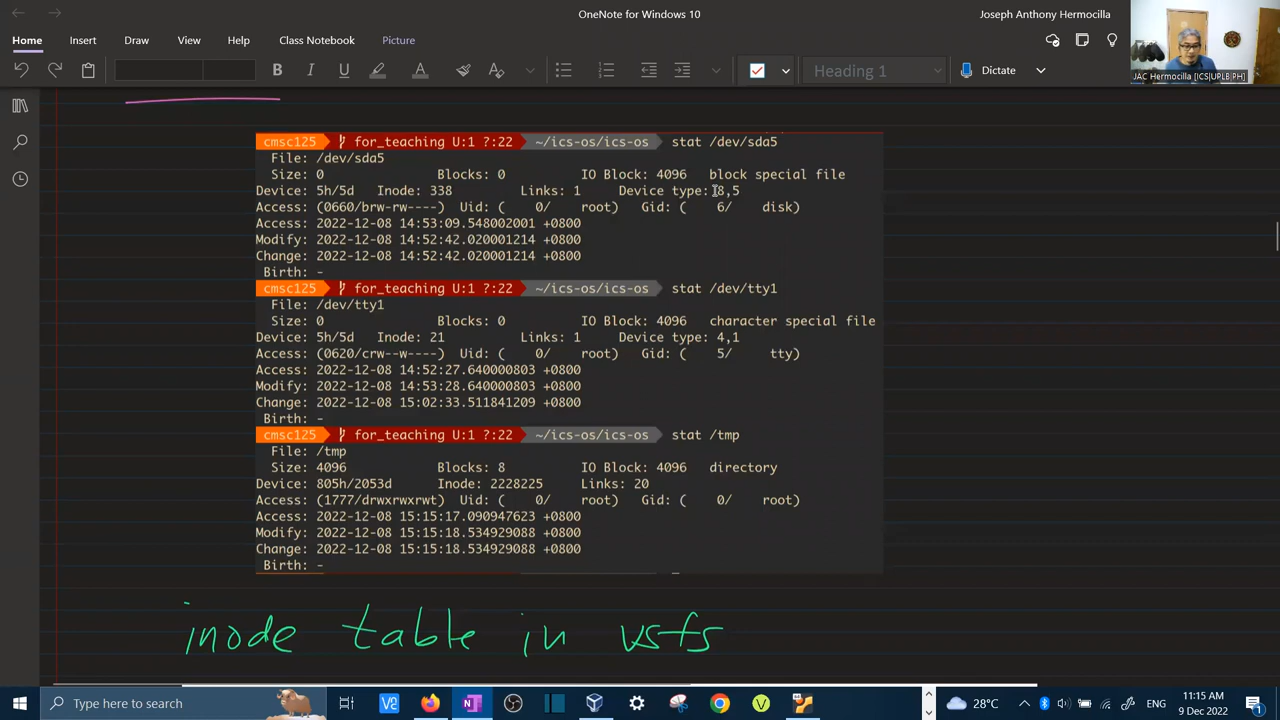 OneNote for Windows 10
Joseph Anthony Hermocilla
Home Insert Draw View Help Class Notebook Picture
Heading 1
Dictate
JAC Hermocilla [ICS|UPLB|PH]
cmsc125 for_teaching U:1 ?:22 ~/ics-os/ics-os stat /dev/sda5
File: /dev/sda5
Size: 0 Blocks: 0 IO Block: 4096 block special file
Device: 5h/5d Inode: 338 Links: 1 Device type: 8,5
Access: (0660/brw-rw----) Uid: ( 0/ root) Gid: ( 6/ disk)
Access: 2022-12-08 14:53:09.548002001 +0800
Modify: 2022-12-08 14:52:42.020001214 +0800
Change: 2022-12-08 14:52:42.020001214 +0800
Birth: -
cmsc125 for_teaching U:1 ?:22 ~/ics-os/ics-os stat /dev/tty1
File: /dev/tty1
Size: 0 Blocks: 0 IO Block: 4096 character special file
Device: 5h/5d Inode: 21 Links: 1 Device type: 4,1
Access: (0620/crw--w----) Uid: ( 0/ root) Gid: ( 5/ tty)
Access: 2022-12-08 14:52:27.640000803 +0800
Modify: 2022-12-08 14:53:28.640000803 +0800
Change: 2022-12-08 15:02:33.511841209 +0800
Birth: -
cmsc125 for_teaching U:1 ?:22 ~/ics-os/ics-os stat /tmp
File: /tmp
Size: 4096 Blocks: 8 IO Block: 4096 directory
Device: 805h/2053d Inode: 2228225 Links: 20
Access: (1777/drwxrwxrwt) Uid: ( 0/ root) Gid: ( 0/ root)
Access: 2022-12-08 15:15:17.090947623 +0800
Modify: 2022-12-08 15:15:18.534929088 +0800
Change: 2022-12-08 15:15:18.534929088 +0800
Birth: -
inode table in vsfs
Type here to search
28°C
11:15 AM
9 Dec 2022